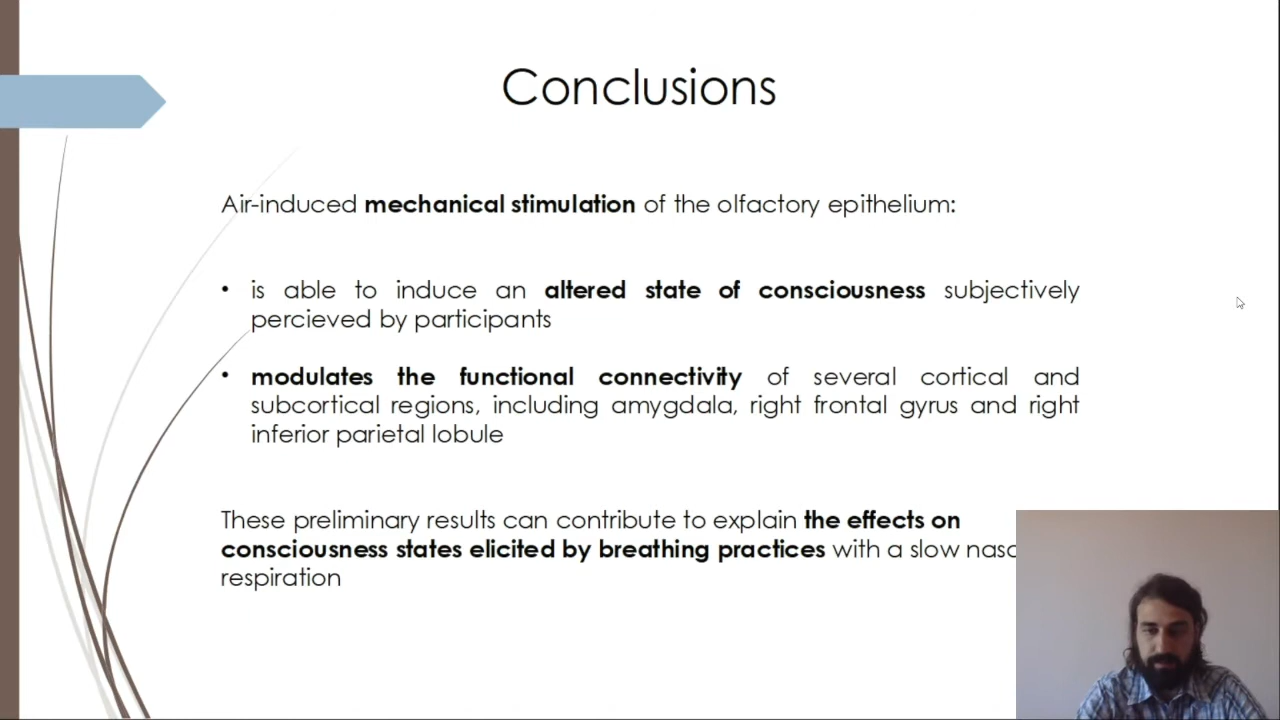 Conclusions
Air-induced mechanical stimulation of the olfactory epithelium:
• is able to induce an altered state of consciousness subjectively
percieved by participants
• modulates the functional connectivity of several cortical and
subcortical regions, including amygdala, right frontal gyrus and right
inferior parietal lobule
These preliminary results can contribute to explain the effects on
consciousness states elicited by breathing practices with a slow
respiration